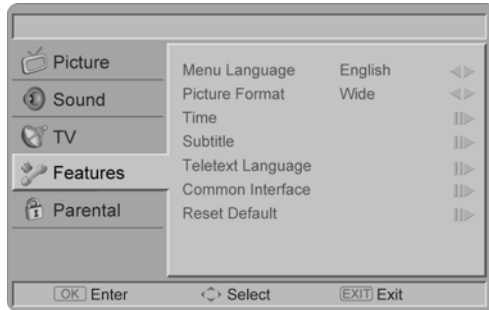 Picture
Sound
TV
Features
Parental
Menu Language English
Picture Format Wide
Time
Subtitle
Teletext Language
Common Interface
Reset Default
OK Enter Select EXIT Exit